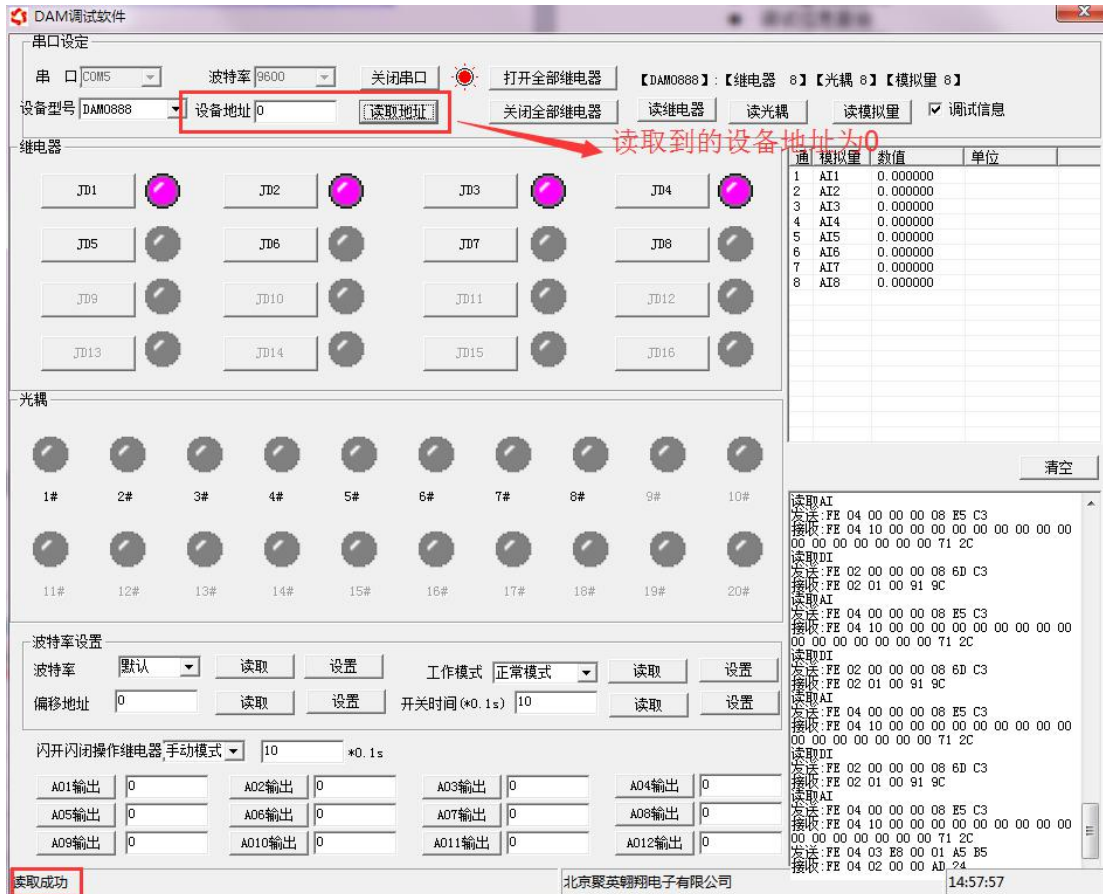 DAM调试软件
串口设定
串 口 COM5 波特率 9600 关闭串口 打开全部继电器 【DAM0888】:【继电器 8】【光耦 8】【模拟量 8】
设备型号 DAM0888 设备地址 0 读取地址 关闭全部继电器 读继电器 读光耦 读模拟量 调试信息
读取到的设备地址为0
继电器
JD1 JD2 JD3 JD4
JD5 JD6 JD7 JD8
JD9 JD10 JD11 JD12
JD13 JD14 JD15 JD16
通 模拟量 数值 单位
1 AI1 0.000000
2 AI2 0.000000
3 AI3 0.000000
4 AI4 0.000000
5 AI5 0.000000
6 AI6 0.000000
7 AI7 0.000000
8 AI8 0.000000
光耦
1# 2# 3# 4# 5# 6# 7# 8# 9# 10#
11# 12# 13# 14# 15# 16# 17# 18# 19# 20#
清空
读取AI
发送:FE 04 00 00 00 08 E5 C3
接收:FE 04 10 00 00 00 00 00 00 00 00 00 00
00 00 00 00 00 00 00 71 2C
读取DI
发送:FE 02 00 00 00 08 6D C3
接收:FE 02 01 00 91 9C
读取AI
发送:FE 04 00 00 00 08 E5 C3
接收:FE 04 10 00 00 00 00 00 00 00 00 00 00
00 00 00 00 00 00 00 71 2C
读取DI
发送:FE 02 00 00 00 08 6D C3
接收:FE 02 01 00 91 9C
读取AI
发送:FE 04 00 00 00 08 E5 C3
接收:FE 04 10 00 00 00 00 00 00 00 00 00 00
00 00 00 00 00 00 00 71 2C
读取DI
发送:FE 02 00 00 00 08 6D C3
接收:FE 02 01 00 91 9C
读取AI
发送:FE 04 00 00 00 08 E5 C3
接收:FE 04 10 00 00 00 00 00 00 00 00 00 00
00 00 00 00 00 00 00 71 2C
发送:FE 04 03 E8 00 01 A5 B5
接收:FE 04 02 00 00 AD 24
波特率设置
波特率 默认 读取 设置 工作模式 正常模式 读取 设置
偏移地址 0 读取 设置 开关时间(*0.1s) 10 读取 设置
闪开闪闭操作继电器 手动模式 10 *0.1s
AO1输出 0 AO2输出 0 AO3输出 0 AO4输出 0
AO5输出 0 AO6输出 0 AO7输出 0 AO8输出 0
AO9输出 0 AO10输出 0 AO11输出 0 AO12输出 0
读取成功 北京聚英翱翔电子有限公司 14:57:57